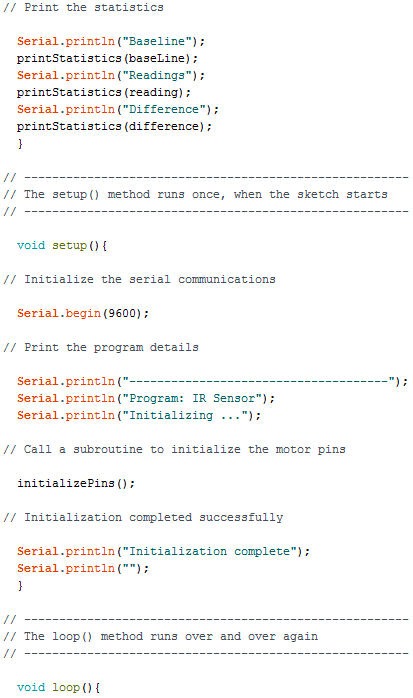 // Print the statistics
Serial.println("Baseline");
printStatistics(baseLine);
Serial.println("Readings");
printStatistics(reading);
Serial.println("Difference");
printStatistics(difference);
}
// -------------------------------------------------------
// The setup() method runs once, when the sketch starts
// -------------------------------------------------------
void setup(){
// Initialize the serial communications
Serial.begin(9600);
// Print the program details
Serial.println("-------------------------------------");
Serial.println("Program: IR Sensor");
Serial.println("Initializing ...");
// Call a subroutine to initialize the motor pins
initializePins();
// Initialization completed successfully
Serial.println("Initialization complete");
Serial.println("");
}
// -------------------------------------------------------
// The loop() method runs over and over again
// -------------------------------------------------------
void loop(){